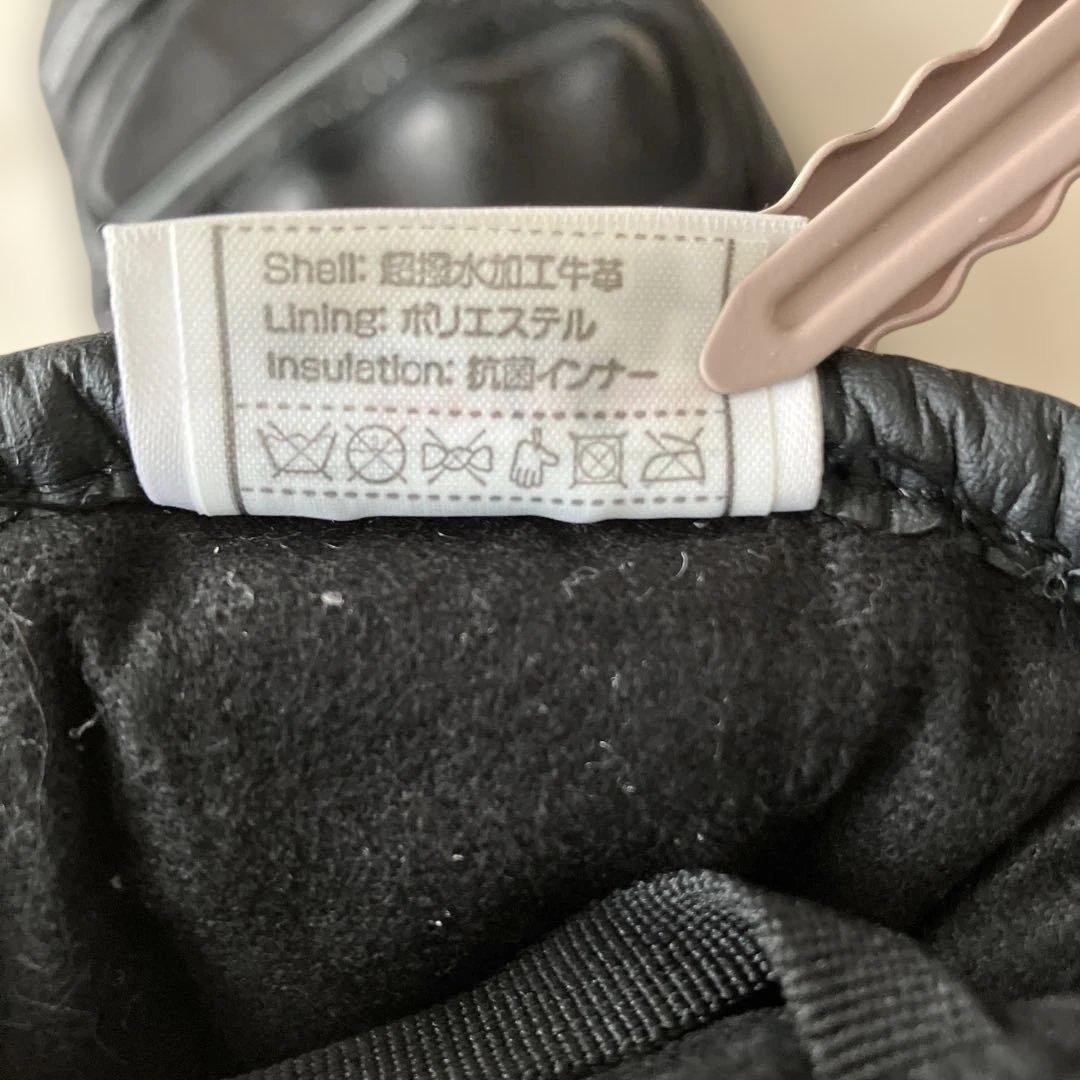 Shell: 超撥水加工牛革
Lining: ポリエステル
Insulation: 抗菌インナー